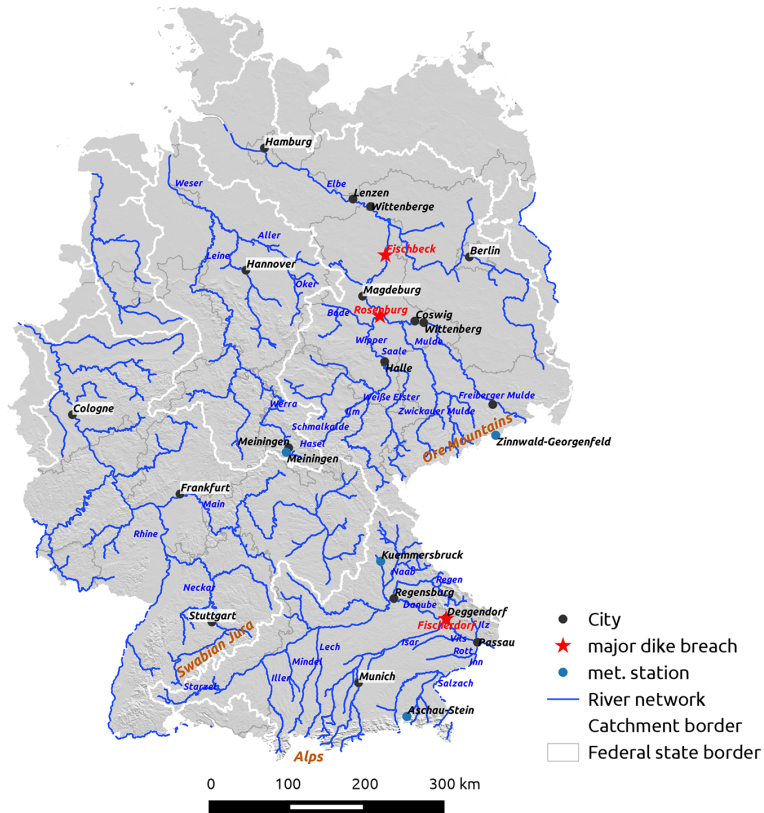 Hamburg
Weser
Elbe
Lenzen
Wittenberge
Aller
Fischbeck
Leine
Hannover
Berlin
Oker
Magdeburg
Bode
Rosenburg
Coswig
Wittenberg
Wipper
Mulde
Saale
Halle
Weiße Elster
Freiberger Mulde
Werra
Ilm
Zwickauer Mulde
Cologne
Schmalkalde
Ore Mountains
Meiningen
Hasel
Zinnwald-Georgenfeld
Meiningen
Frankfurt
Main
Rhine
Kuemmersbruck
Naab
Regen
Neckar
Regensburg
Danube
Deggendorf
Stuttgart
Fischerdorf
Ilz
City
Swabian Jura
Vils
Passau
Isar
Lech
Rott
major dike breach
Mindel
Inn
Iller
Munich
Salzach
met. station
Starzel
River network
Aschau-Stein
Catchment border
Alps
Federal state border
0 100 200 300 km